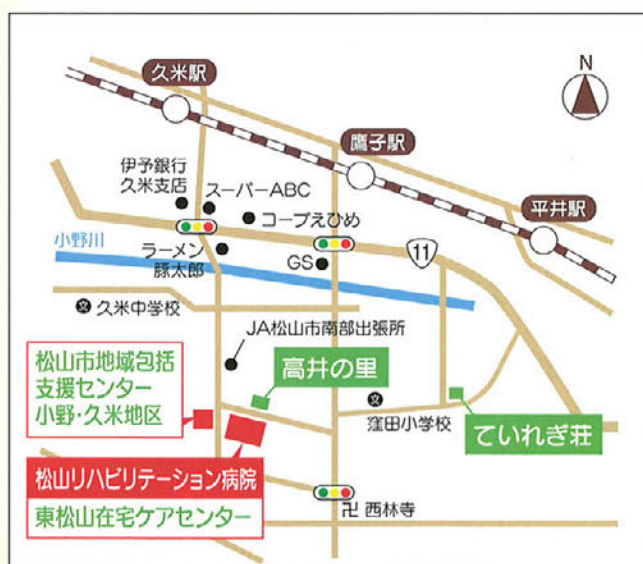 久米駅
N
鷹子駅
平井駅
伊予銀行
久米支店
スーパーABC
コープえひめ
小野川
ラーメン
豚太郎
GS
11
文 久米中学校
JA松山市南部出張所
松山市地域包括
支援センター
小野・久米地区
高井の里
文
窪田小学校
ていれぎ荘
松山リハビリテーション病院
東松山在宅ケアセンター
卍 西林寺